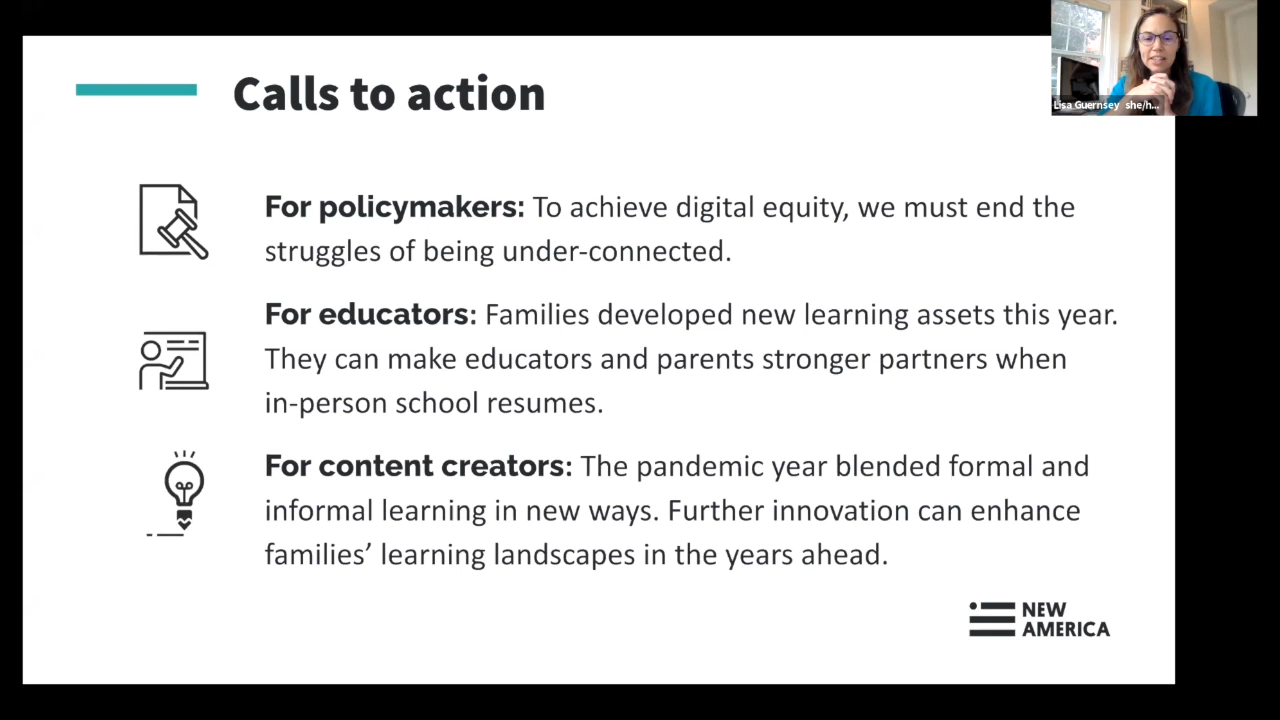 Calls to action
Lisa Guernsey she/h...
For policymakers: To achieve digital equity, we must end the
struggles of being under-connected.
For educators: Families developed new learning assets this year.
They can make educators and parents stronger partners when
in-person school resumes.
For content creators: The pandemic year blended formal and
informal learning in new ways. Further innovation can enhance
families’ learning landscapes in the years ahead.
NEW
AMERICA